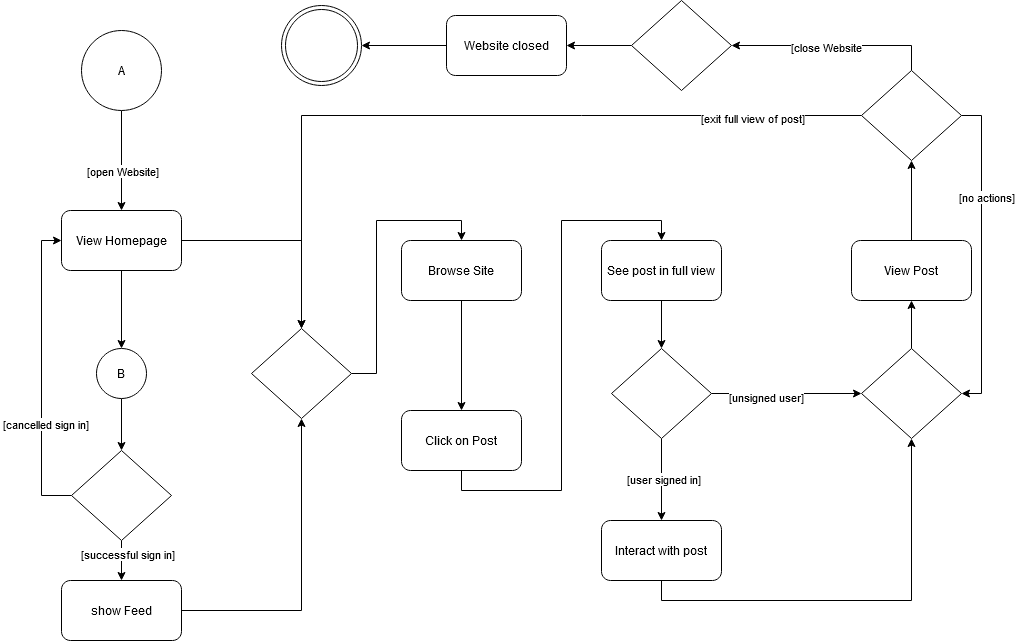 Website closed
[close Website
A
[exit full view of post]
[open Website]
[no actions]
View Homepage
Browse Site
See post in full view
View Post
B
[unsigned user]
[cancelled sign in]
Click on Post
[user signed in]
[successful sign in]
Interact with post
show Feed